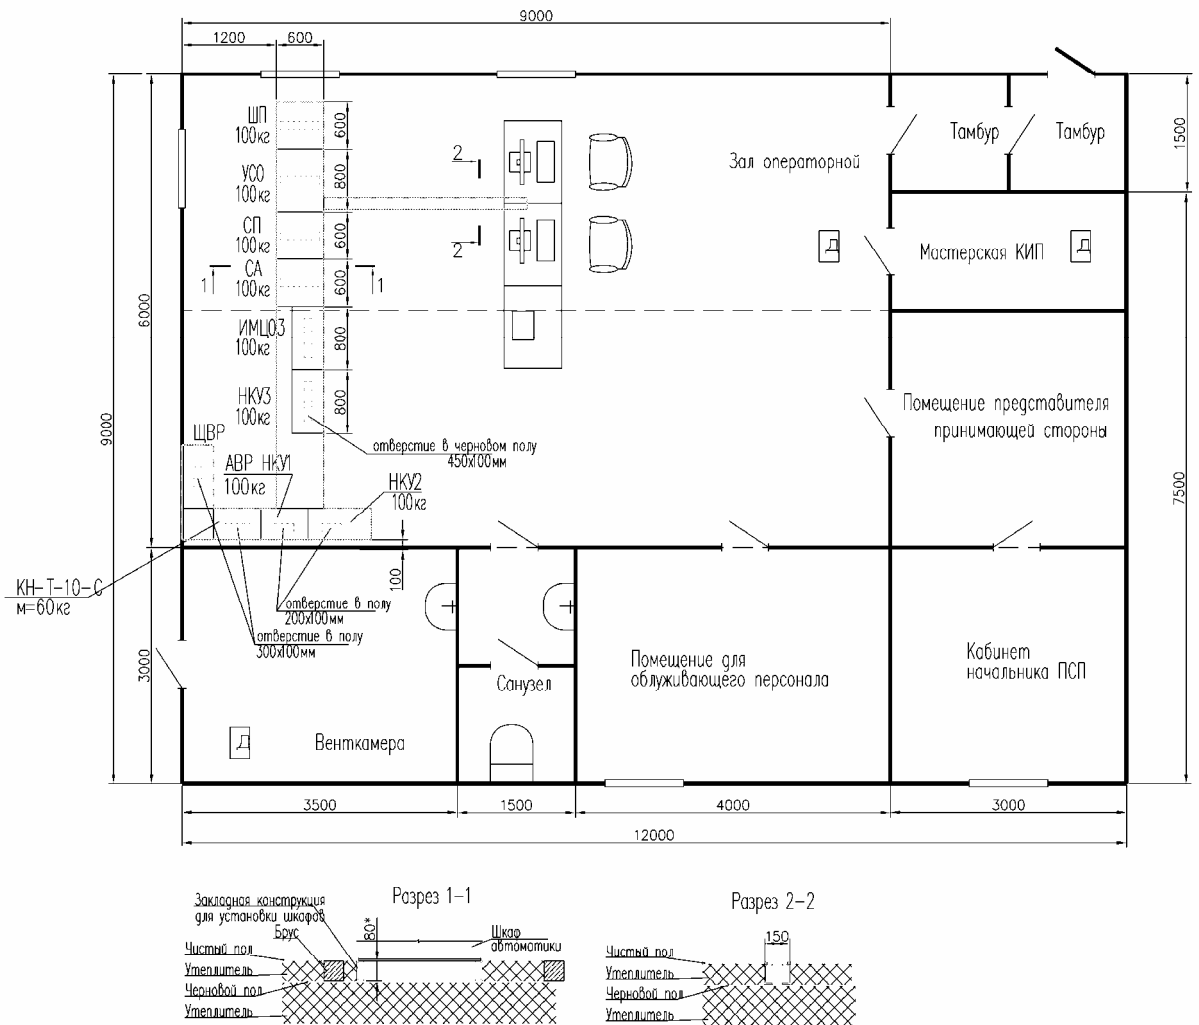 9000
1200
600
ШП
100кг
600
УСО
100кг
800
СП
100кг
600
СА
100кг
600
1
1
2
2
ИМЦ03
100кг
800
НКУ3
100кг
800
6000
9000
3000
ЩВР
АВР НКУ1
100кг
отверстие в черновом полу
450х100мм
НКУ2
100кг
100
КН-Т-10-С
м=60кг
отверстие в полу
200х100мм
отверстие в полу
300х100мм
Зал операторной
Тамбур
Тамбур
1500
Мастерская КИП
Д
Д
Помещение представителя
принимающей стороны
7500
Санузел
Помещение для
облуживающего персонала
Кабинет
начальника ПСП
Д
Венткамера
3500
1500
4000
3000
12000
Разрез 1-1
Закладная конструкция
для установки шкафов
Брус
80*
Шкаф
автоматики
Чистый пол
Утеплитель
Черновой пол
Утеплитель
Разрез 2-2
150
Чистый пол
Утеплитель
Черновой пол
Утеплитель